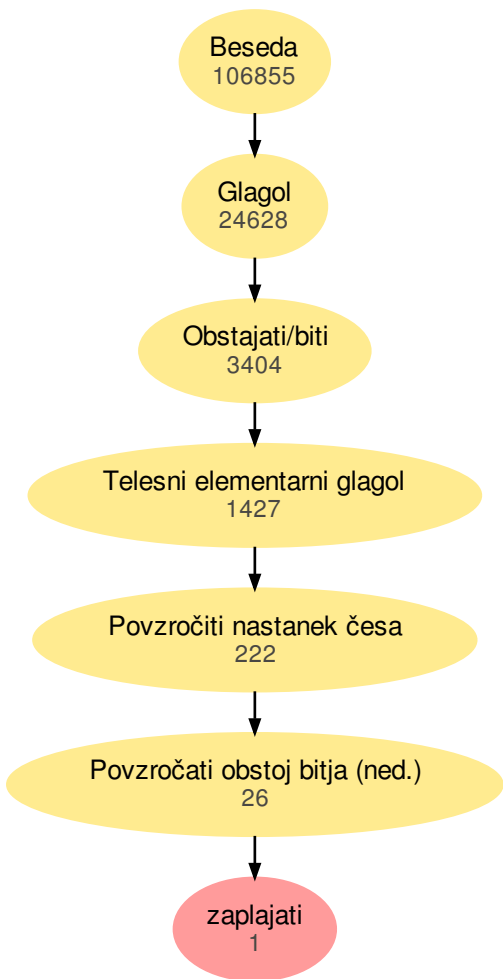 Beseda
106855
Glagol
24628
Obstajati/biti
3404
Telesni elementarni glagol
1427
Povzročiti nastanek česa
222
Povzročati obstoj bitja (ned.)
26
zaplajati
1